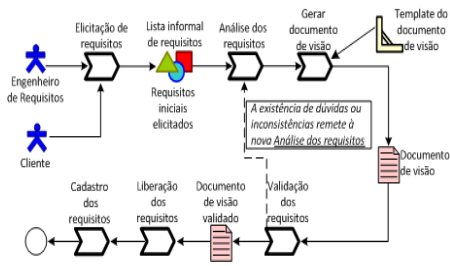 Elicitação de
requisitos
Lista informal
de requisitos
Análise dos
requisitos
Gerar
documento
de visão
Template do
documento
de visão
Engenheiro
de Requisitos
Requisitos
iniciais
elicitados
A existência de dúvidas ou
inconsistências remete à
nova Análise dos requisitos
Cliente
Documento
de visão
Cadastro
dos
requisitos
Liberação
dos
requisitos
Documento
de visão
validado
Validação
dos
requisitos